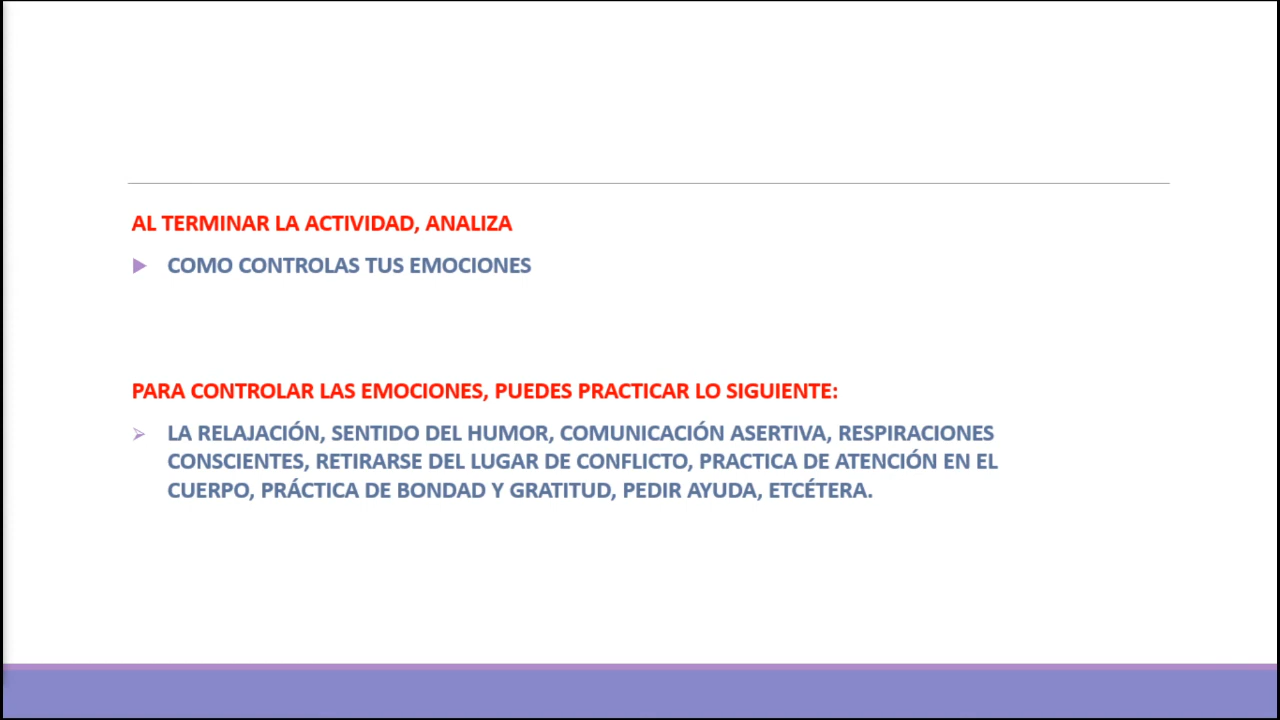 AL TERMINAR LA ACTIVIDAD, ANALIZA
COMO CONTROLAS TUS EMOCIONES
PARA CONTROLAR LAS EMOCIONES, PUEDES PRACTICAR LO SIGUIENTE:
LA RELAJACIÓN, SENTIDO DEL HUMOR, COMUNICACIÓN ASERTIVA, RESPIRACIONES
CONSCIENTES, RETIRARSE DEL LUGAR DE CONFLICTO, PRACTICA DE ATENCIÓN EN EL
CUERPO, PRÁCTICA DE BONDAD Y GRATITUD, PEDIR AYUDA, ETCÉTERA.